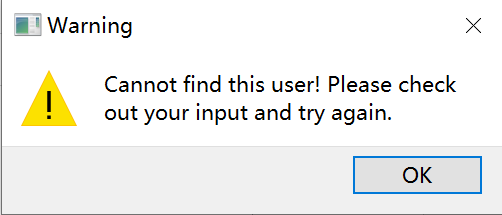 Warning
Cannot find this user! Please check
out your input and try again.
OK